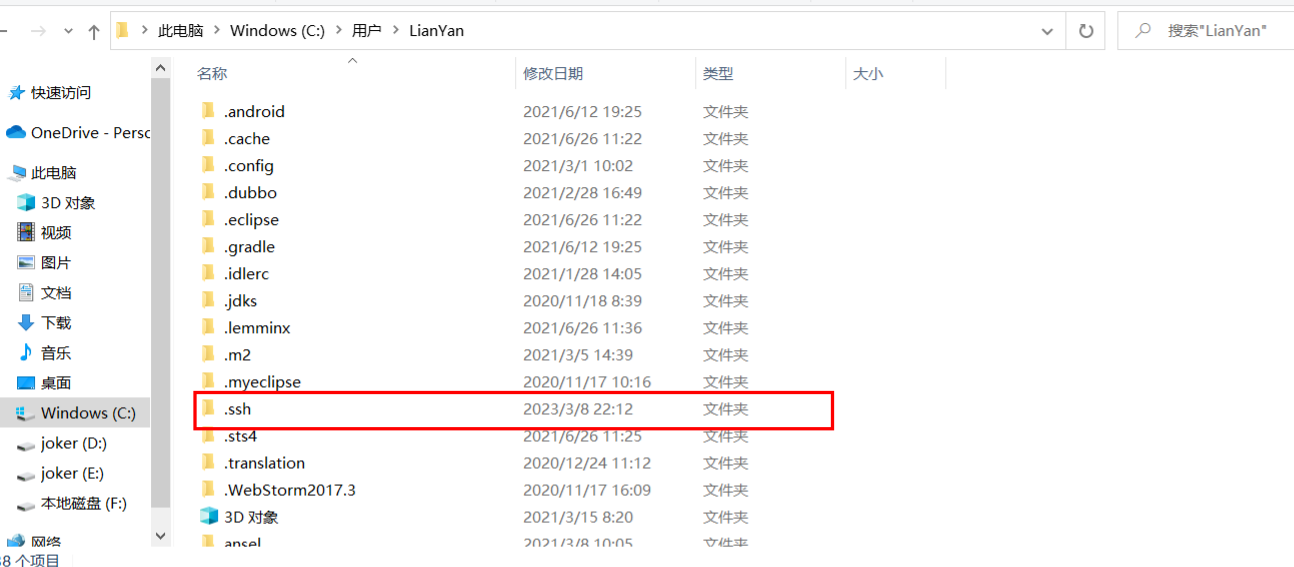 此电脑 > Windows (C:) > 用户 > LianYan
搜索"LianYan"
名称 修改日期 类型 大小
快速访问
OneDrive - Perso
此电脑
3D 对象
视频
图片
文档
下载
音乐
桌面
Windows (C:)
joker (D:)
joker (E:)
本地磁盘 (F:)
网络
.android 2021/6/12 19:25 文件夹
.cache 2021/6/26 11:22 文件夹
.config 2021/3/1 10:02 文件夹
.dubbo 2021/2/28 16:49 文件夹
.eclipse 2021/6/26 11:22 文件夹
.gradle 2021/6/12 19:25 文件夹
.idlerc 2021/1/28 14:05 文件夹
.jdks 2020/11/18 8:39 文件夹
.lemminx 2021/6/26 11:36 文件夹
.m2 2021/3/5 14:39 文件夹
.myeclipse 2020/11/17 10:16 文件夹
.ssh 2023/3/8 22:12 文件夹
.sts4 2021/6/26 11:25 文件夹
.translation 2020/12/24 11:12 文件夹
.WebStorm2017.3 2020/11/17 16:09 文件夹
3D 对象 2021/3/15 8:20 文件夹
ansel 2021/3/8 10:05 文件夹
8 个项目